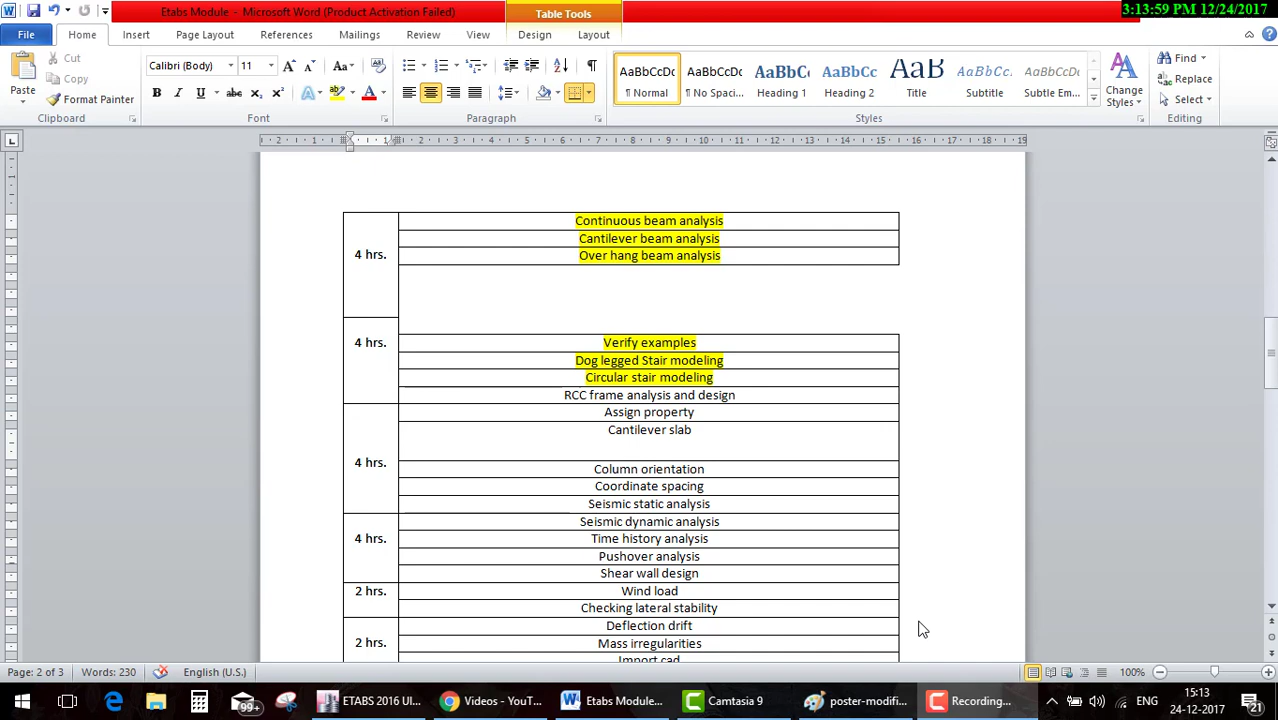 Etabs Module - Microsoft Word (Product Activation Failed)
Table Tools
3:13:59 PM 12/24/2017
File
Home
Insert
Page Layout
References
Mailings
Review
View
Design
Layout
Paste
Cut
Copy
Format Painter
Clipboard
Calibri (Body)
11
Font
Paragraph
AaBbCcDc
¶ Normal
AaBbCcDc
¶ No Spaci...
AaBbCc
Heading 1
AaBbCc
Heading 2
AaB
Title
AaBbCcL
Subtitle
AaBbCcDc
Subtle Em...
Change
Styles
Styles
Find
Replace
Select
Editing
4 hrs.
Continuous beam analysis
Cantilever beam analysis
Over hang beam analysis
4 hrs.
Verify examples
Dog legged Stair modeling
Circular stair modeling
RCC frame analysis and design
4 hrs.
Assign property
Cantilever slab
Column orientation
Coordinate spacing
Seismic static analysis
4 hrs.
Seismic dynamic analysis
Time history analysis
Pushover analysis
Shear wall design
2 hrs.
Wind load
Checking lateral stability
2 hrs.
Deflection drift
Mass irregularities
Import cad
Page: 2 of 3
Words: 230
English (U.S.)
100%
99+
ETABS 2016 Ul...
Videos - YouT...
Etabs Module...
Camtasia 9
poster-modifi...
Recording...
ENG
15:13
24-12-2017
21